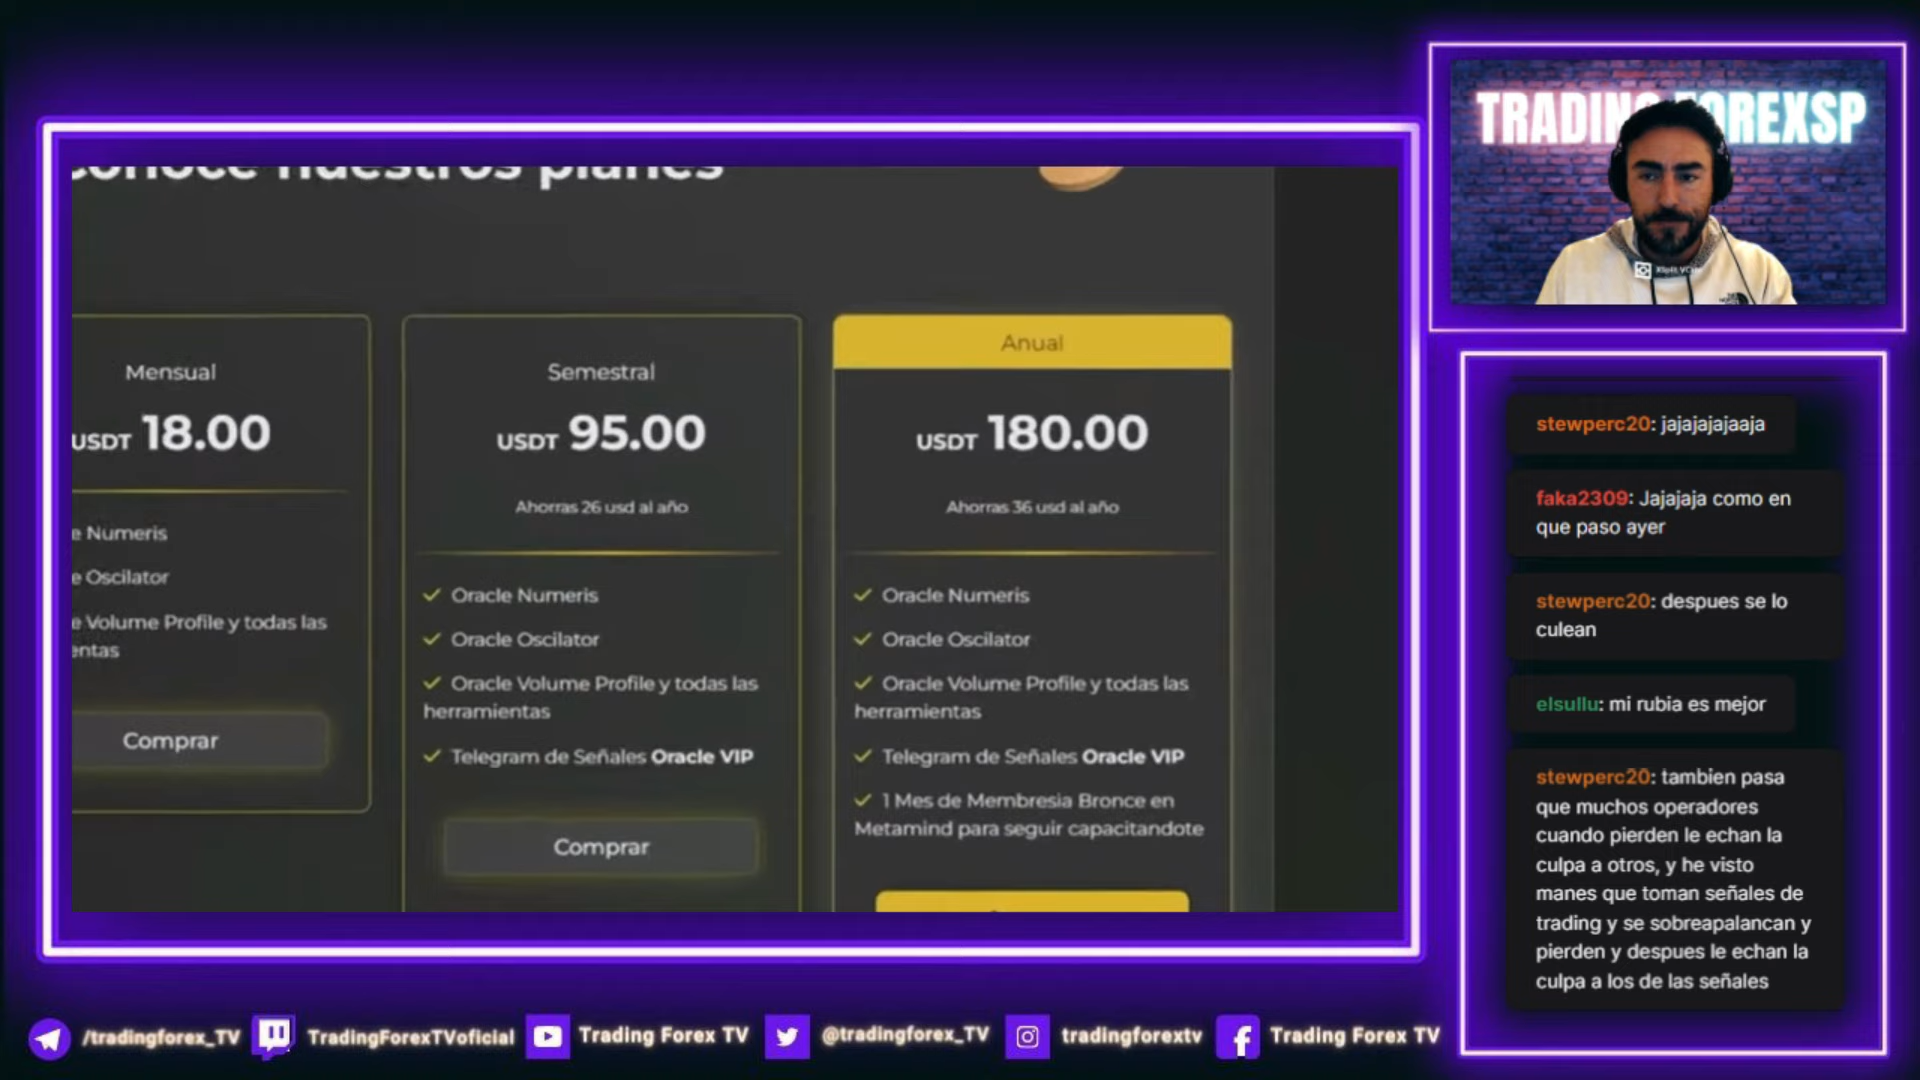 TRADING FOREXSP
onoce nuestros planes
Mensual
USDT 18.00
e Numeris
e Oscilator
e Volume Profile y todas las
entas
Comprar
Semestral
USDT 95.00
Ahorras 26 usd al año
Oracle Numeris
Oracle Oscilator
Oracle Volume Profile y todas las
herramientas
Telegram de Señales Oracle VIP
Comprar
Anual
USDT 180.00
Ahorras 36 usd al año
Oracle Numeris
Oracle Oscilator
Oracle Volume Profile y todas las
herramientas
Telegram de Señales Oracle VIP
1 Mes de Membresia Bronce en
Metamind para seguir capacitandote
stewperc20: jajajajajaaja
faka2309: Jajajaja como en
que paso ayer
stewperc20: despues se lo
culean
elsullu: mi rubia es mejor
stewperc20: tambien pasa
que muchos operadores
cuando pierden le echan la
culpa a otros, y he visto
manes que toman señales de
trading y se sobreapalancan y
pierden y despues le echan la
culpa a los de las señales
/tradingforex_TV
TradingForexTVoficial
Trading Forex TV
@tradingforex_TV
tradingforextv
Trading Forex TV